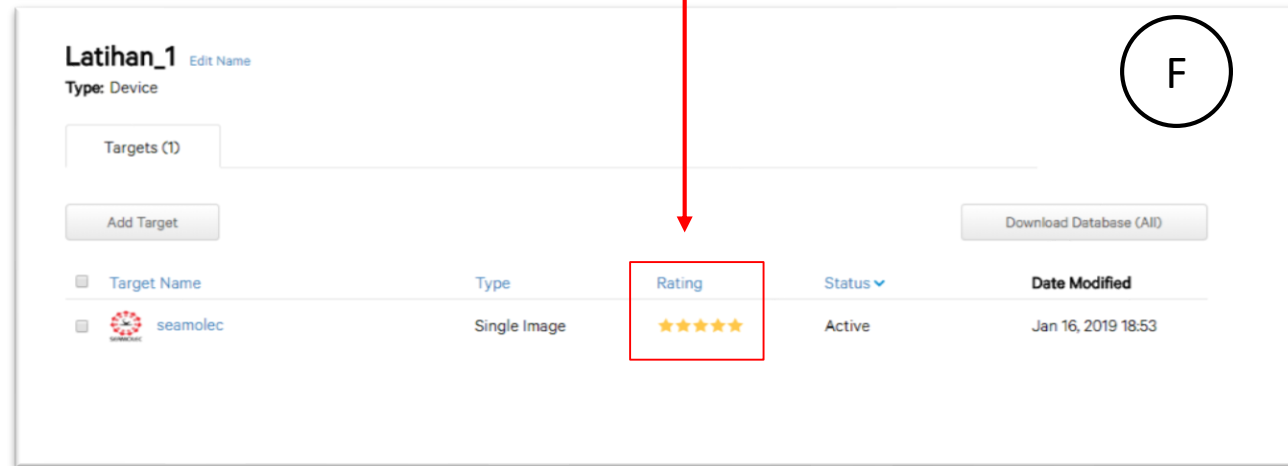 F
Latihan_1 Edit Name
Type: Device
Targets (1)
Add Target Download Database (All)
Target Name Type Rating Status Date Modified
seamolec Single Image Active Jan 16, 2019 18:53
SEAMOLEC